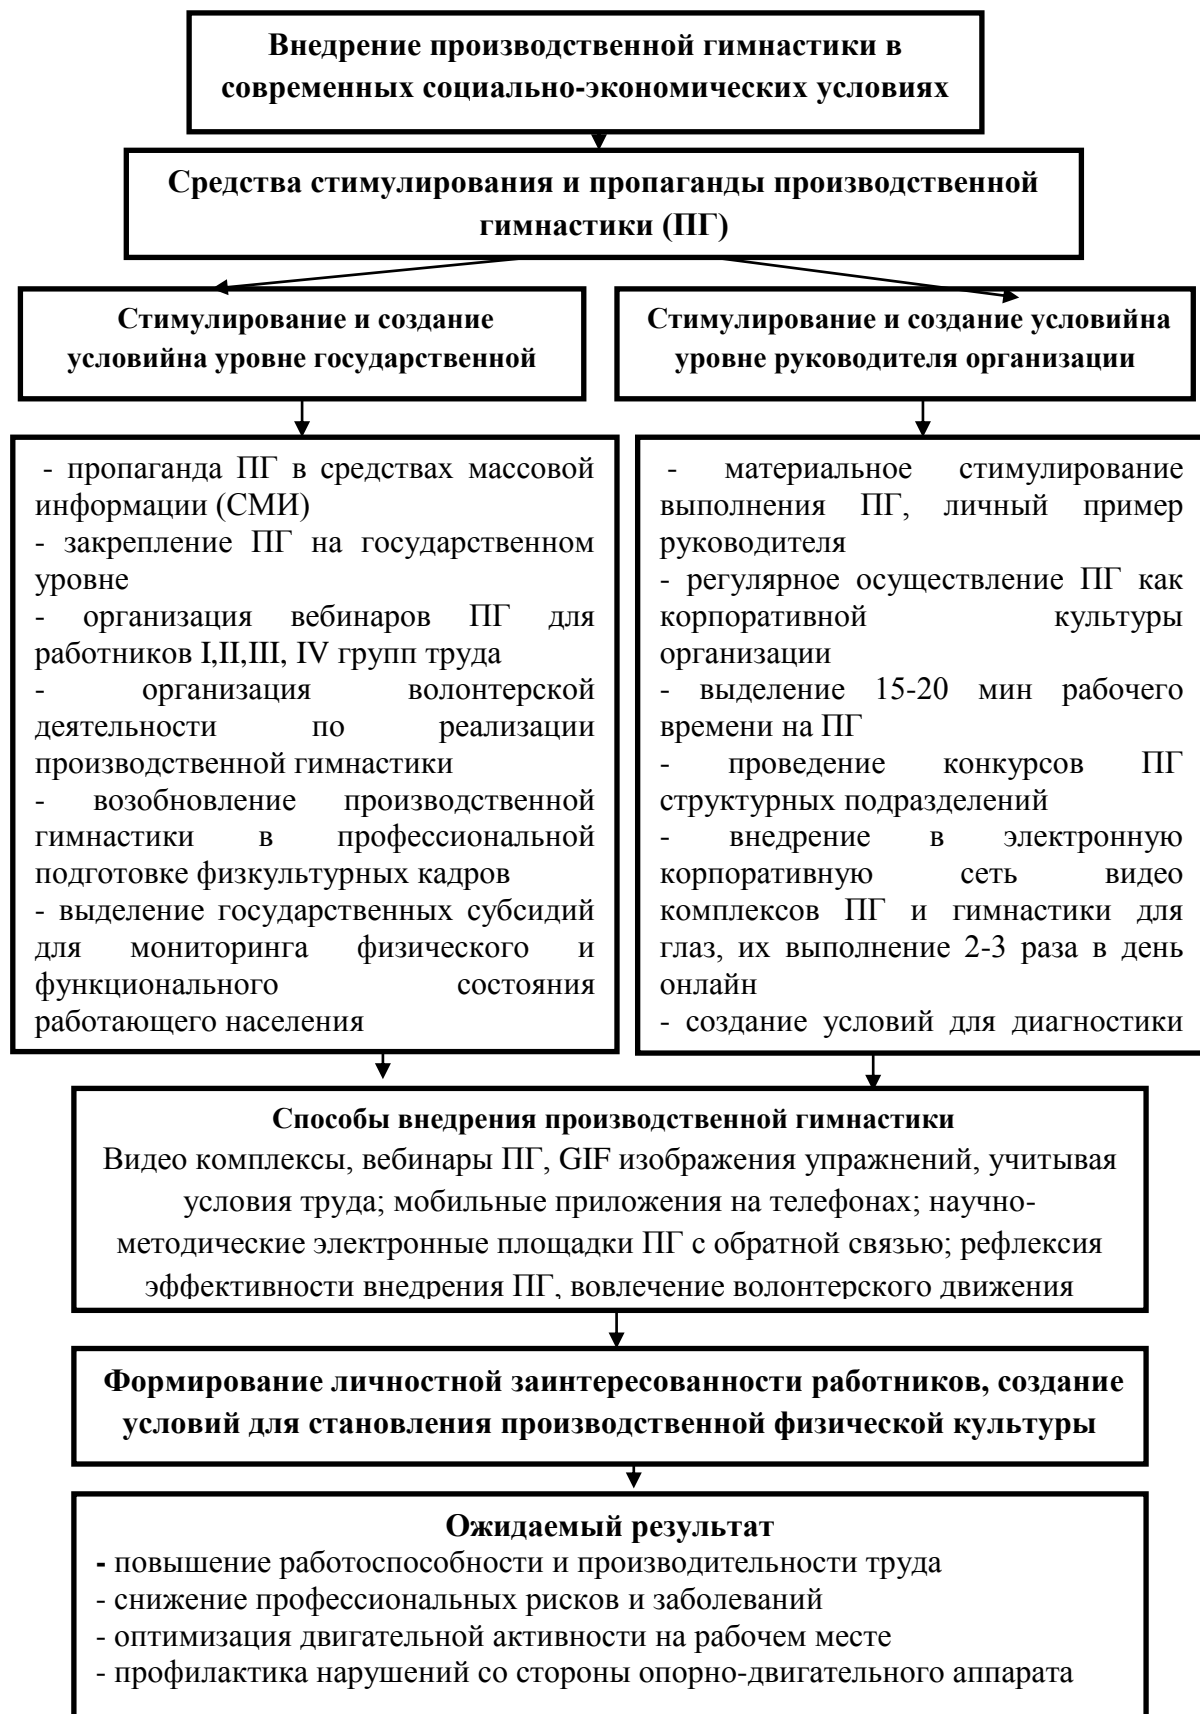 Внедрение производственной гимнастики в
современных социально-экономических условиях
Средства стимулирования и пропаганды производственной
гимнастики (ПГ)
Стимулирование и создание
условийна уровне государственной
Стимулирование и создание условийна
уровне руководителя организации
- пропаганда ПГ в средствах массовой
информации (СМИ)
- закрепление ПГ на государственном
уровне
- организация вебинаров ПГ для
работников I,II,III, IV групп труда
- организация волонтерской
деятельности по реализации
производственной гимнастики
- возобновление производственной
гимнастики в профессиональной
подготовке физкультурных кадров
- выделение государственных субсидий
для мониторинга физического и
функционального состояния
работающего населения
- материальное стимулирование
выполнения ПГ, личный пример
руководителя
- регулярное осуществление ПГ как
корпоративной культуры
организации
- выделение 15-20 мин рабочего
времени на ПГ
- проведение конкурсов ПГ
структурных подразделений
- внедрение в электронную
корпоративную сеть видео
комплексов ПГ и гимнастики для
глаз, их выполнение 2-3 раза в день
онлайн
- создание условий для диагностики
Способы внедрения производственной гимнастики
Видео комплексы, вебинары ПГ, GIF изображения упражнений, учитывая
условия труда; мобильные приложения на телефонах; научно-
методические электронные площадки ПГ с обратной связью; рефлексия
эффективности внедрения ПГ, вовлечение волонтерского движения
Формирование личностной заинтересованности работников, создание
условий для становления производственной физической культуры
Ожидаемый результат
- повышение работоспособности и производительности труда
- снижение профессиональных рисков и заболеваний
- оптимизация двигательной активности на рабочем месте
- профилактика нарушений со стороны опорно-двигательного аппарата